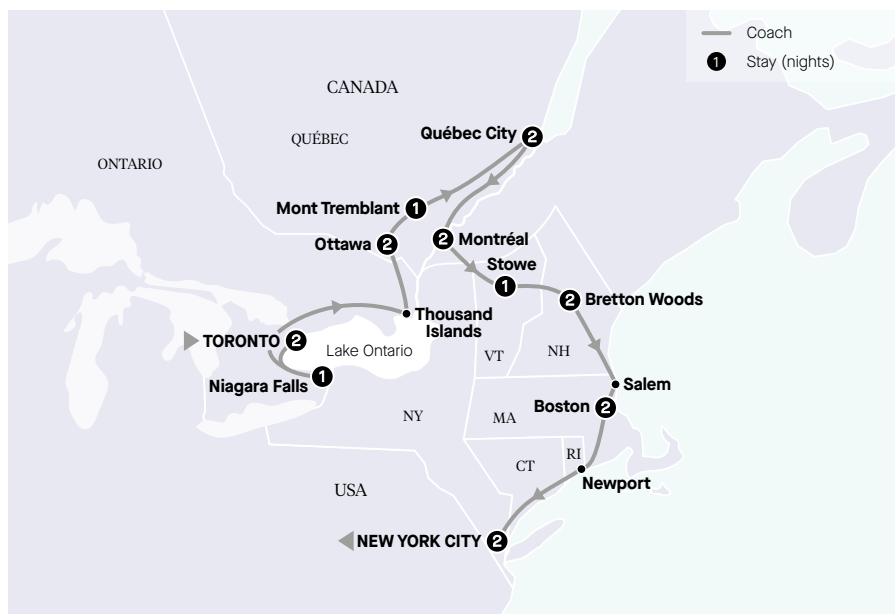 Coach
1 Stay (nights)
CANADA
Québec City 2
QUÉBEC
ONTARIO
Mont Tremblant 1
Ottawa 2
2 Montréal
Stowe
1
2 Bretton Woods
Thousand
Islands
TORONTO 2
Lake Ontario
VT
NH
Niagara Falls 1
Salem
Boston 2
NY
MA
CT
RI
Newport
USA
NEW YORK CITY 2